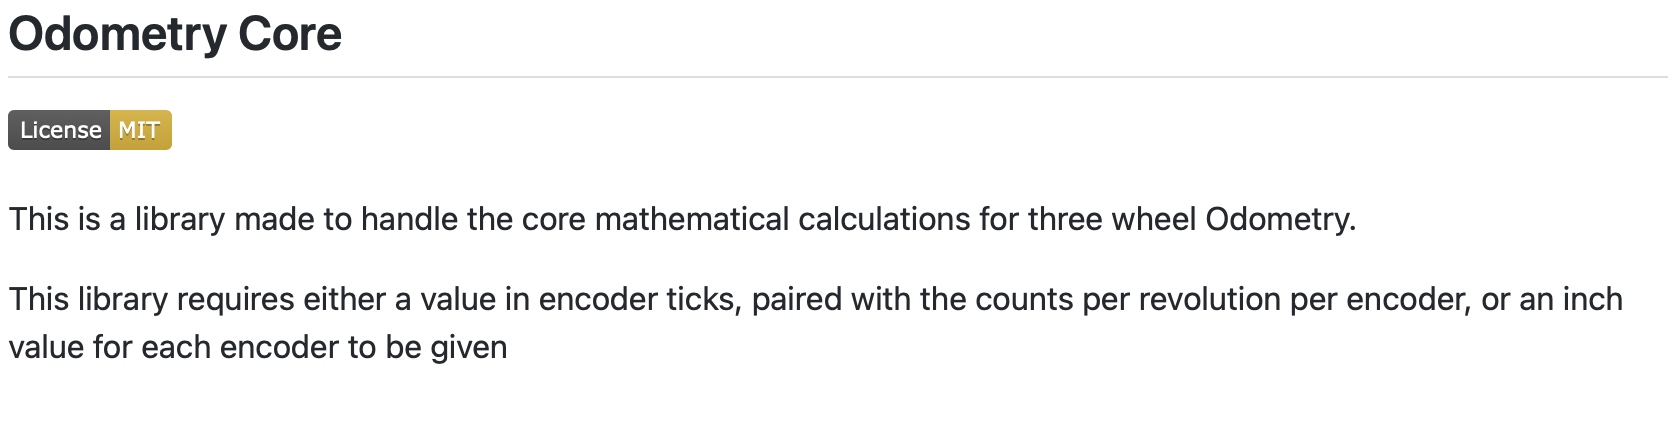 Odometry Core
License MIT
This is a library made to handle the core mathematical calculations for three wheel Odometry.
This library requires either a value in encoder ticks, paired with the counts per revolution per encoder, or an inch
value for each encoder to be given